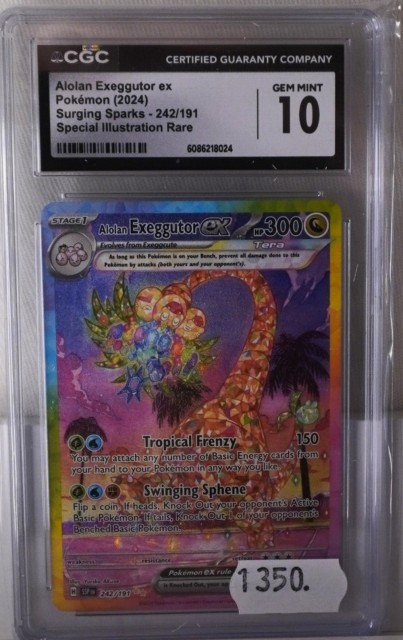 CGC
CERTIFIED GUARANTY COMPANY
Alolan Exeggutor ex
Pokémon (2024)
Surging Sparks - 242/191
Special Illustration Rare
GEM MINT
10
6086218024
STAGE 1
Alolan Exeggutor ex HP 300
Evolves from Exeggcute
Tera
As long as this Pokémon is on your Bench, prevent all damage done to this
Pokémon by attacks (both yours and your opponent's).
Tropical Frenzy 150
You may attach any number of Basic Energy cards from
your hand to your Pokémon in any way you like.
Swinging Sphene
Flip a coin. If heads, Knock Out your opponent's Active
Basic Pokémon. If tails, Knock Out 1 of your opponent's
Benched Basic Pokémon.
weakness
resistance
Pokémon ex rule
H SSP EN 242/191
1350.